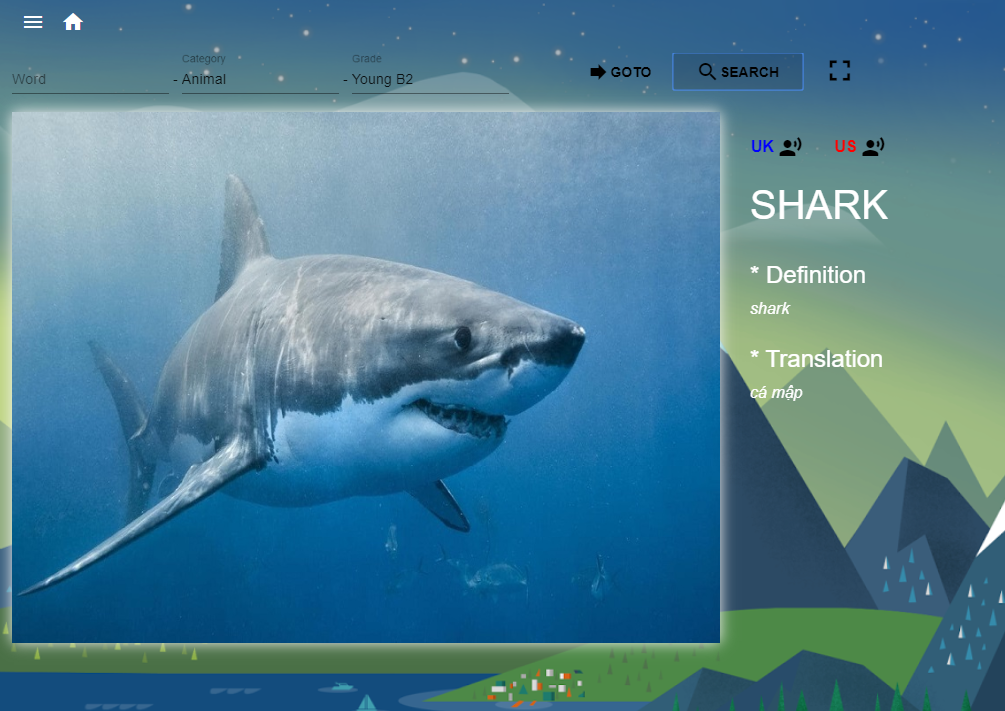 Category
Grade
Word - Animal - Young B2
GOTO
SEARCH
UK
US
SHARK
* Definition
shark
* Translation
cá mập